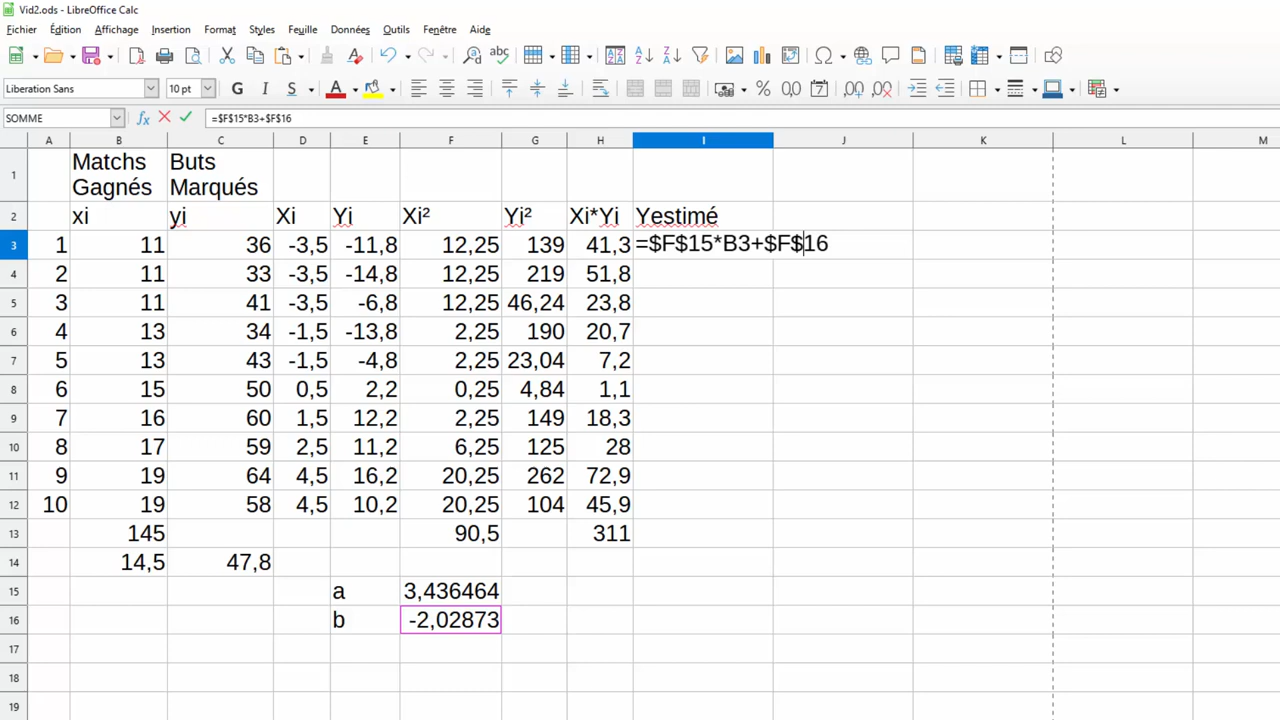 Vid2.ods - LibreOffice Calc
Fichier Édition Affichage Insertion Format Styles Feuille Données Outils Fenêtre Aide
Liberation Sans 10 pt G I S A
SOMME =$F$15*B3+$F$16
A B C D E F G H I J K L M
1 Matchs Gagnés Buts Marqués
2 xi yi Xi Yi Xi² Yi² Xi*Yi Yestimé
3 1 11 36 -3,5 -11,8 12,25 139 41,3 =$F$15*B3+$F$16
4 2 11 33 -3,5 -14,8 12,25 219 51,8
5 3 11 41 -3,5 -6,8 12,25 46,24 23,8
6 4 13 34 -1,5 -13,8 2,25 190 20,7
7 5 13 43 -1,5 -4,8 2,25 23,04 7,2
8 6 15 50 0,5 2,2 0,25 4,84 1,1
9 7 16 60 1,5 12,2 2,25 149 18,3
10 8 17 59 2,5 11,2 6,25 125 28
11 9 19 64 4,5 16,2 20,25 262 72,9
12 10 19 58 4,5 10,2 20,25 104 45,9
13 145 90,5 311
14 14,5 47,8
15 a 3,436464
16 b -2,02873
17
18
19